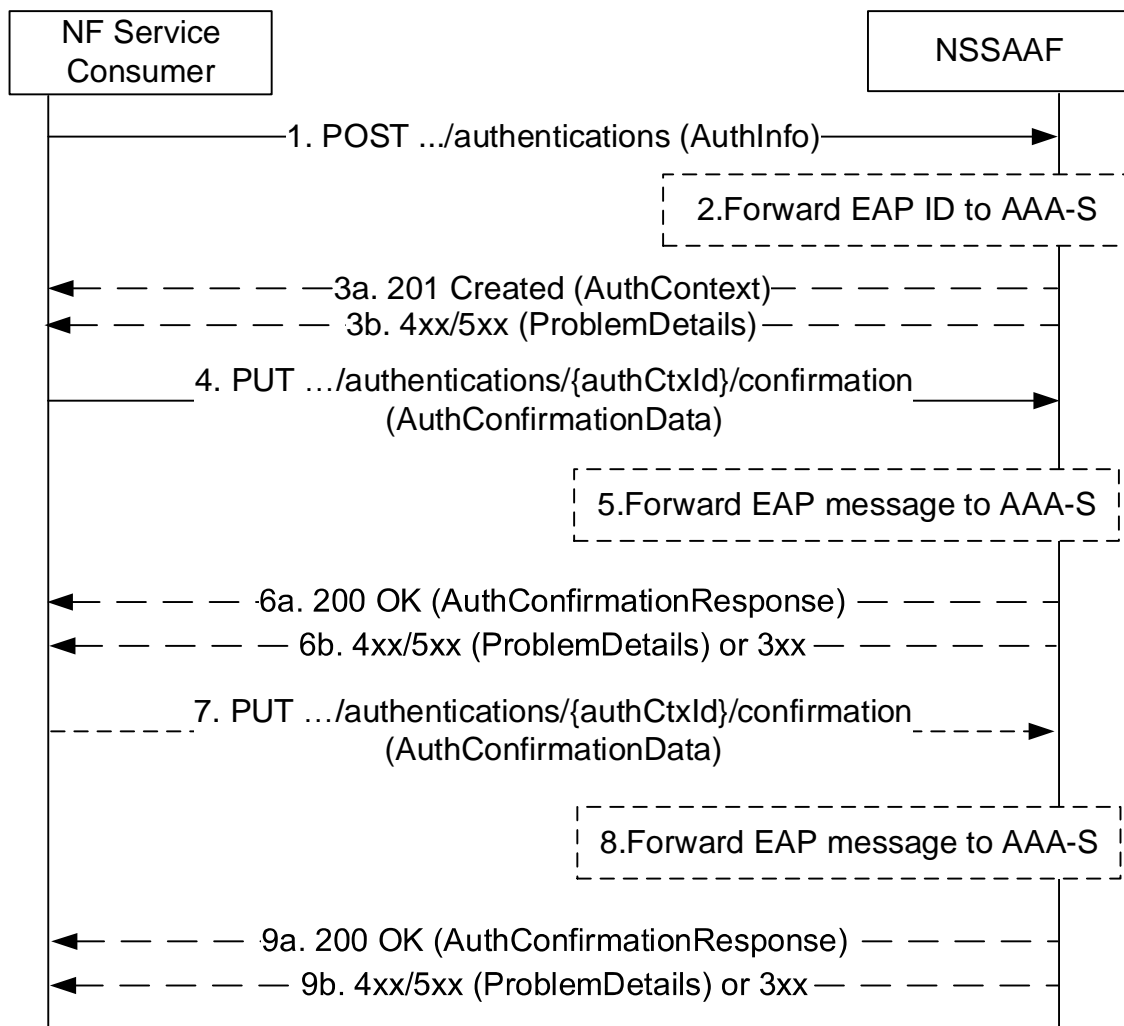 NF Service
Consumer
NSSAAF
1. POST .../authentications (AuthInfo)
2.Forward EAP ID to AAA-S
3a. 201 Created (AuthContext)
3b. 4xx/5xx (ProblemDetails)
4. PUT …/authentications/{authCtxId}/confirmation
(AuthConfirmationData)
5.Forward EAP message to AAA-S
6a. 200 OK (AuthConfirmationResponse)
6b. 4xx/5xx (ProblemDetails) or 3xx
7. PUT …/authentications/{authCtxId}/confirmation
(AuthConfirmationData)
8.Forward EAP message to AAA-S
9a. 200 OK (AuthConfirmationResponse)
9b. 4xx/5xx (ProblemDetails) or 3xx